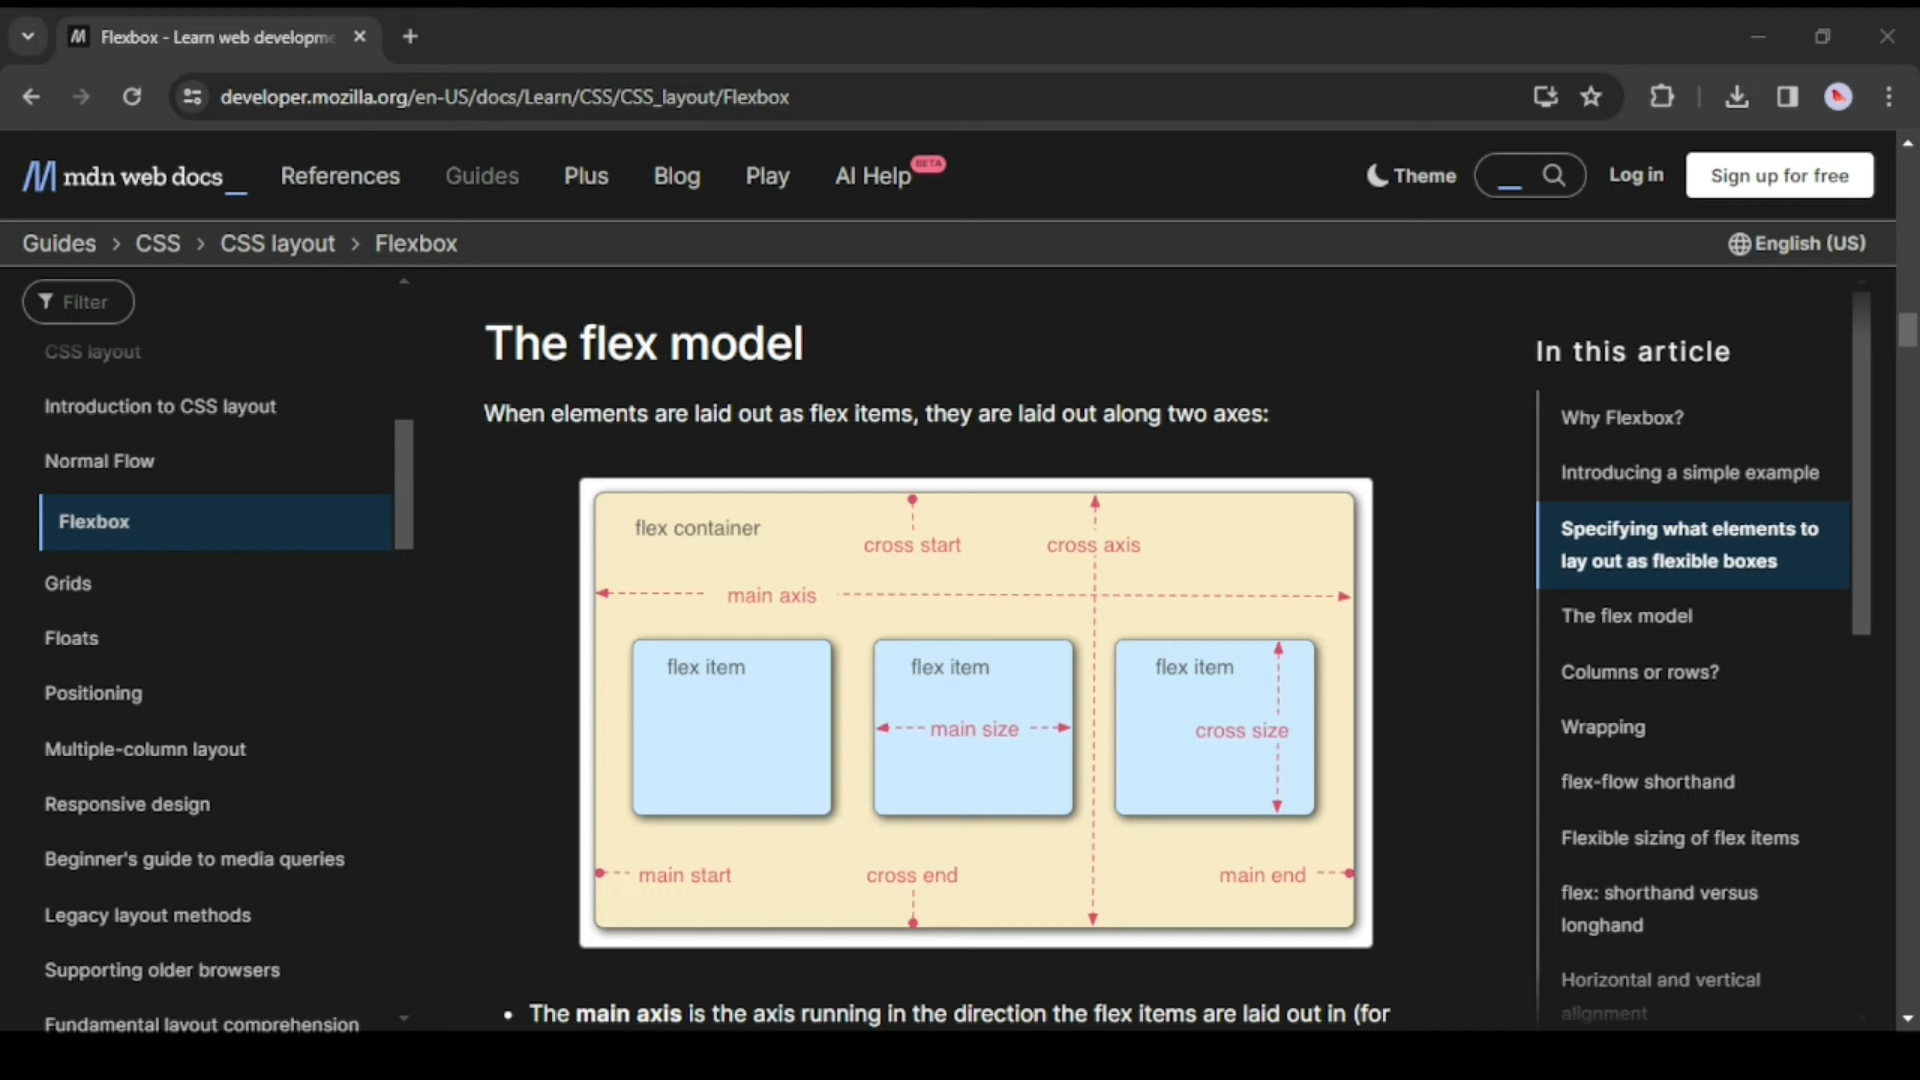 Flexbox - Learn web developme
developer.mozilla.org/en-US/docs/Learn/CSS/CSS_layout/Flexbox
mdn web docs_
References
Guides
Plus
Blog
Play
AI Help
BETA
Theme
Log in
Sign up for free
Guides > CSS > CSS layout > Flexbox
English (US)
Filter
CSS layout
Introduction to CSS layout
Normal Flow
Flexbox
Grids
Floats
Positioning
Multiple-column layout
Responsive design
Beginner's guide to media queries
Legacy layout methods
Supporting older browsers
Fundamental layout comprehension
The flex model
When elements are laid out as flex items, they are laid out along two axes:
flex container
cross start
cross axis
main axis
flex item
flex item
flex item
main size
cross size
main start
cross end
main end
• The main axis is the axis running in the direction the flex items are laid out in (for
In this article
Why Flexbox?
Introducing a simple example
Specifying what elements to
lay out as flexible boxes
The flex model
Columns or rows?
Wrapping
flex-flow shorthand
Flexible sizing of flex items
flex: shorthand versus
longhand
Horizontal and vertical
alignment